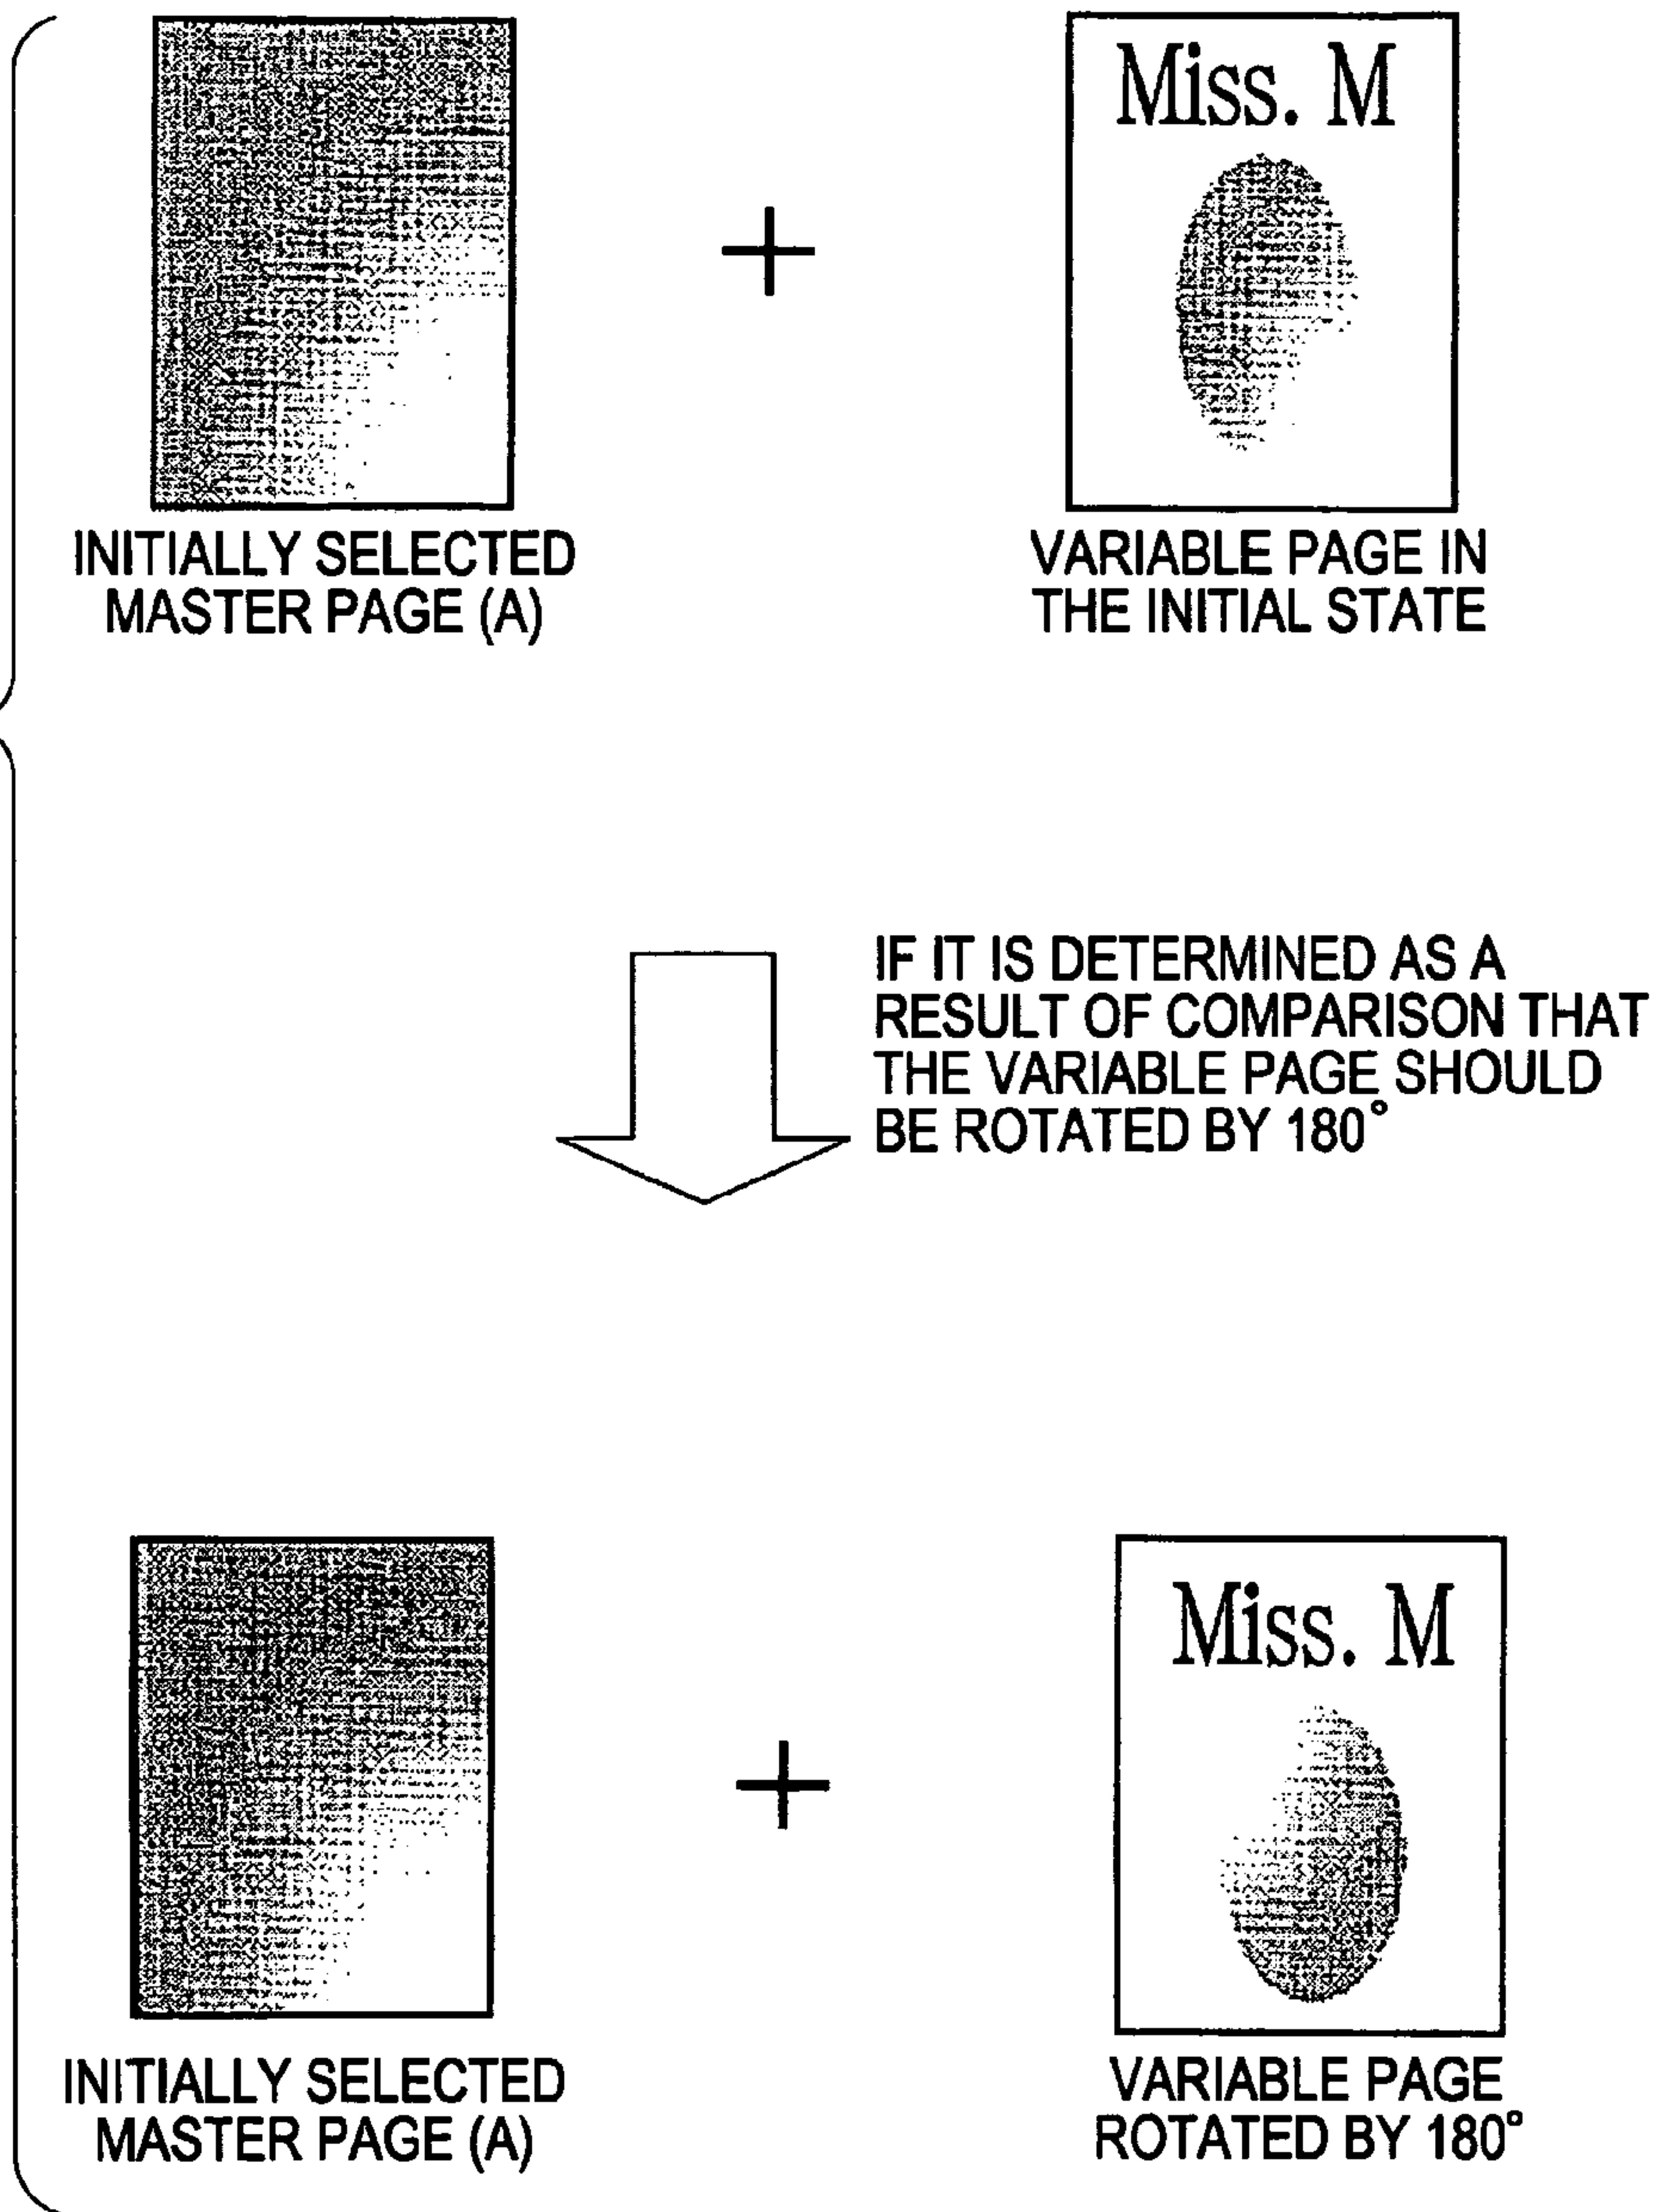 Miss. M
INITIALLY SELECTED
MASTER PAGE (A)
VARIABLE PAGE IN
THE INITIAL STATE
IF IT IS DETERMINED AS A
RESULT OF COMPARISON THAT
THE VARIABLE PAGE SHOULD
BE ROTATED BY 180°
Miss. M
INITIALLY SELECTED
MASTER PAGE (A)
VARIABLE PAGE
ROTATED BY 180°